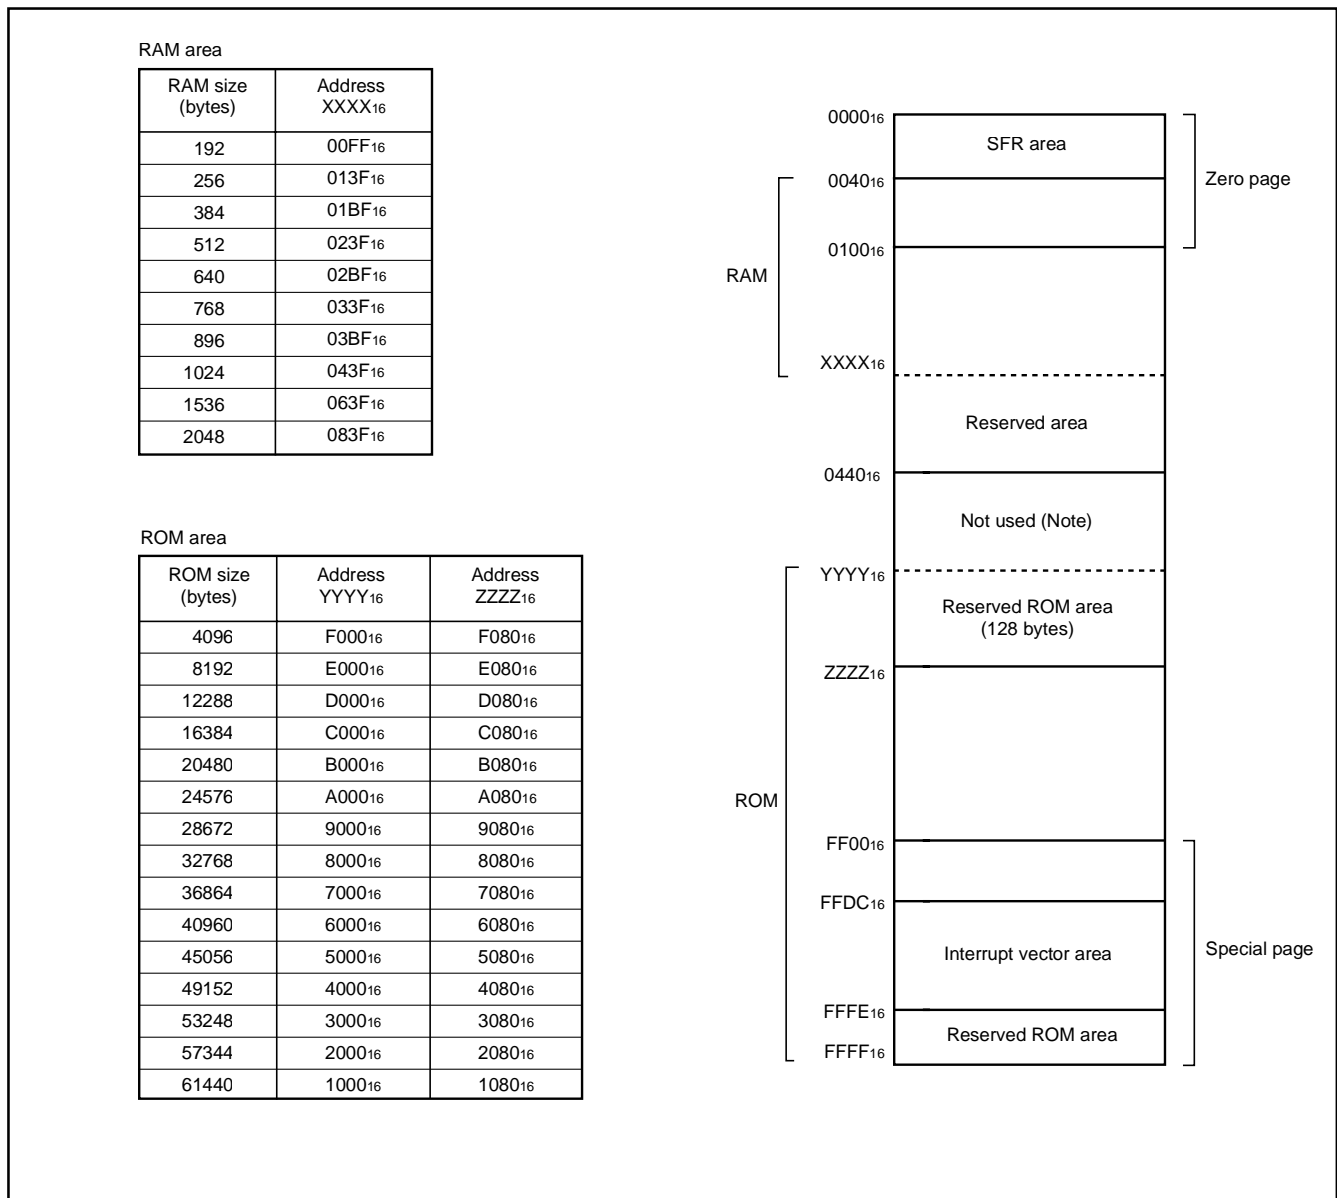 RAM area
RAM size (bytes) Address XXXX16
192 00FF16
256 013F16
384 01BF16
512 023F16
640 02BF16
768 033F16
896 03BF16
1024 043F16
1536 063F16
2048 083F16
ROM area
ROM size (bytes) Address YYYY16 Address ZZZZ16
4096 F00016 F08016
8192 E00016 E08016
12288 D00016 D08016
16384 C00016 C08016
20480 B00016 B08016
24576 A00016 A08016
28672 900016 908016
32768 800016 808016
36864 700016 708016
40960 600016 608016
45056 500016 508016
49152 400016 408016
53248 300016 308016
57344 200016 208016
61440 100016 108016
000016
SFR area
Zero page
004016
010016
RAM
XXXX16
Reserved area
044016
Not used (Note)
YYYY16
Reserved ROM area
(128 bytes)
ZZZZ16
ROM
FF0016
FFDC16
Interrupt vector area
Special page
FFFE16
Reserved ROM area
FFFF16